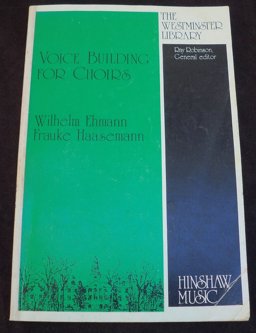 THE
WESTMINSTER
LIBRARY
Ray Robinson,
General editor
VOICE BUILDING
FOR CHOIRS
Wilhelm Ehmann
Frauke Haasemann
HINSHAW
MUSIC